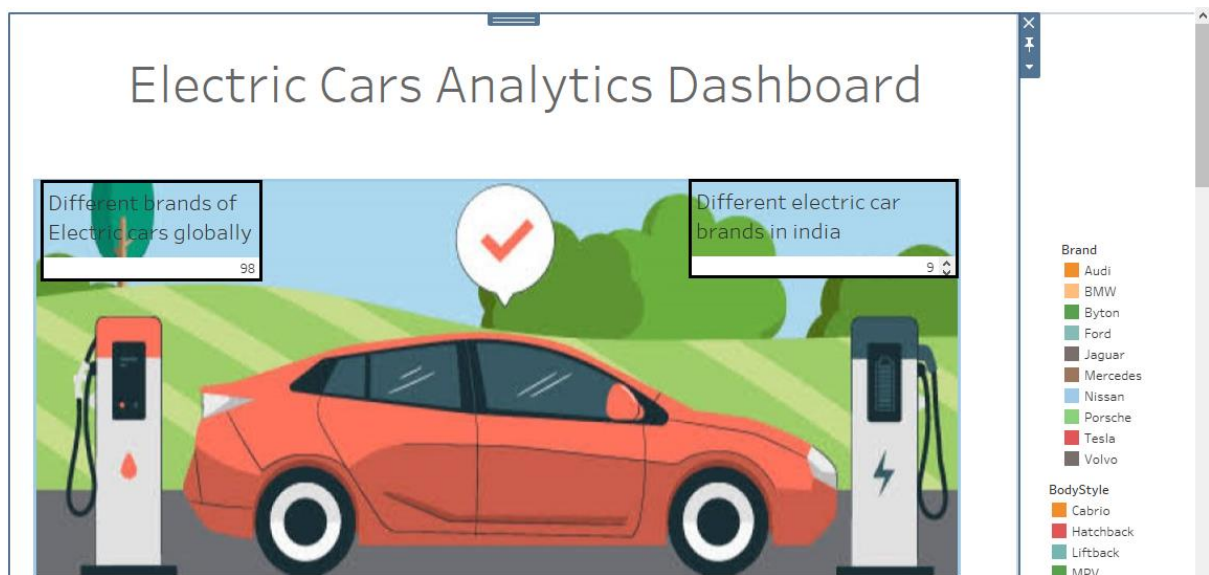 Electric Cars Analytics Dashboard
Different brands of
Electric cars globally
98
Different electric car
brands in india
9
Brand
Audi
BMW
Byton
Ford
Jaguar
Mercedes
Nissan
Porsche
Tesla
Volvo
BodyStyle
Cabrio
Hatchback
Liftback
MPV